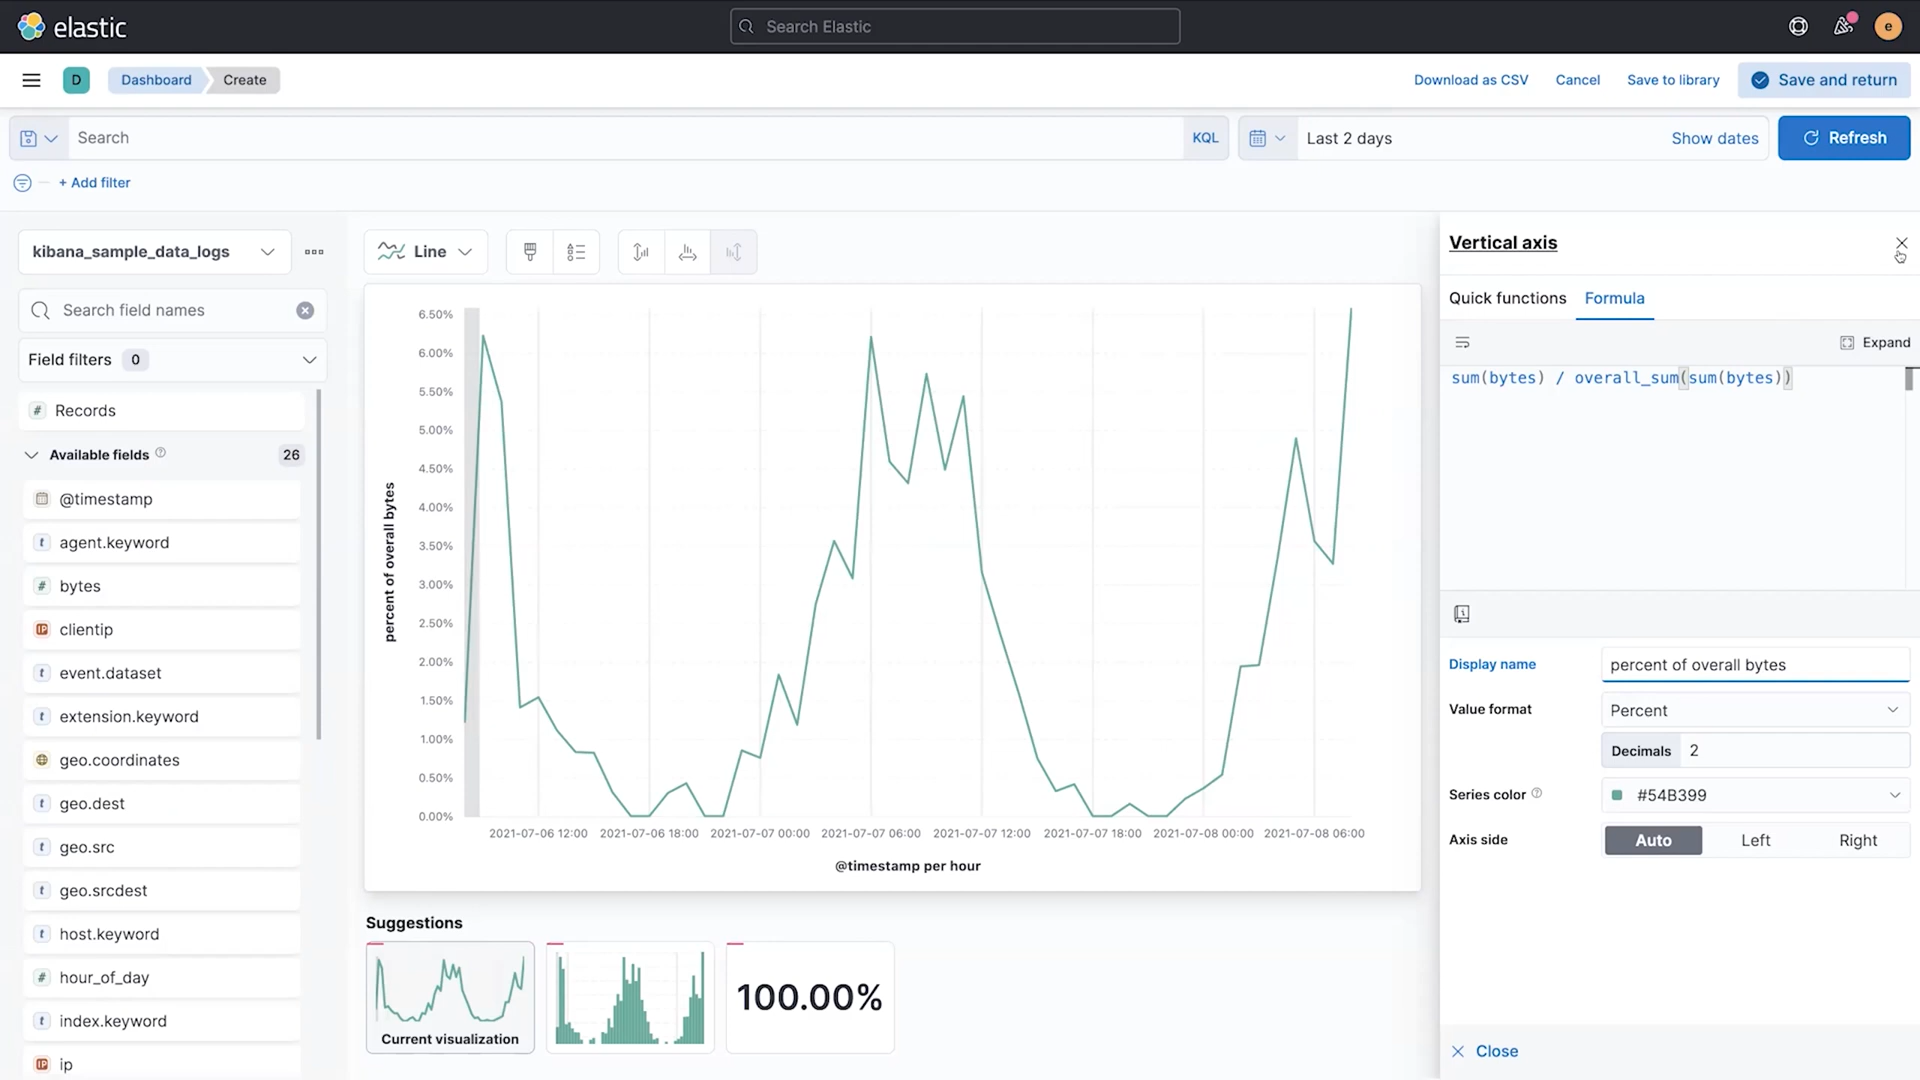 elastic
Search Elastic
e
D
Dashboard
Create
Download as CSV
Cancel
Save to library
Save and return
Search
KQL
Last 2 days
Show dates
Refresh
+ Add filter
kibana_sample_data_logs
Search field names
Field filters 0
# Records
Available fields 26
@timestamp
t agent.keyword
# bytes
IP clientip
t event.dataset
t extension.keyword
geo.coordinates
t geo.dest
t geo.src
t geo.srcdest
t host.keyword
# hour_of_day
t index.keyword
IP ip
Line
6.50%
6.00%
5.50%
5.00%
4.50%
4.00%
3.50%
3.00%
2.50%
2.00%
1.50%
1.00%
0.50%
0.00%
percent of overall bytes
2021-07-06 12:00 2021-07-06 18:00 2021-07-07 00:00 2021-07-07 06:00 2021-07-07 12:00 2021-07-07 18:00 2021-07-08 00:00 2021-07-08 06:00
@timestamp per hour
Suggestions
Current visualization
100.00%
Vertical axis
Quick functions
Formula
Expand
sum(bytes) / overall_sum(sum(bytes))
Display name
percent of overall bytes
Value format
Percent
Decimals 2
Series color
#54B399
Axis side
Auto
Left
Right
Close